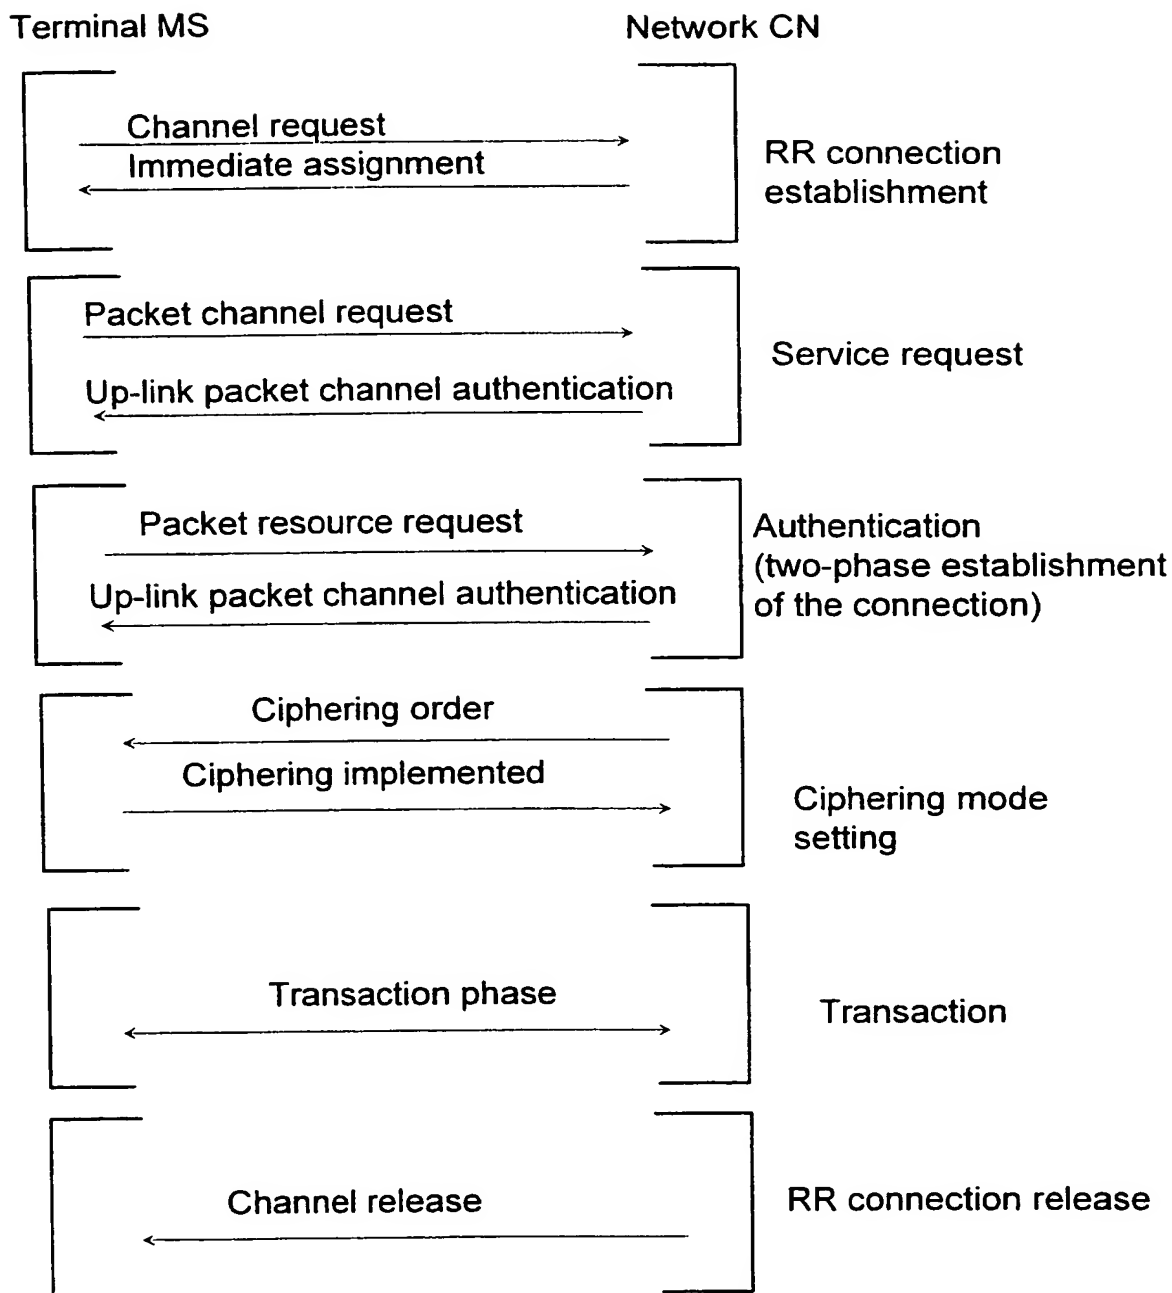 Terminal MS
Network CN
Channel request
Immediate assignment
RR connection
establishment
Packet channel request
Up-link packet channel authentication
Service request
Packet resource request
Up-link packet channel authentication
Authentication
(two-phase establishment
of the connection)
Ciphering order
Ciphering implemented
Ciphering mode
setting
Transaction phase
Transaction
Channel release
RR connection release